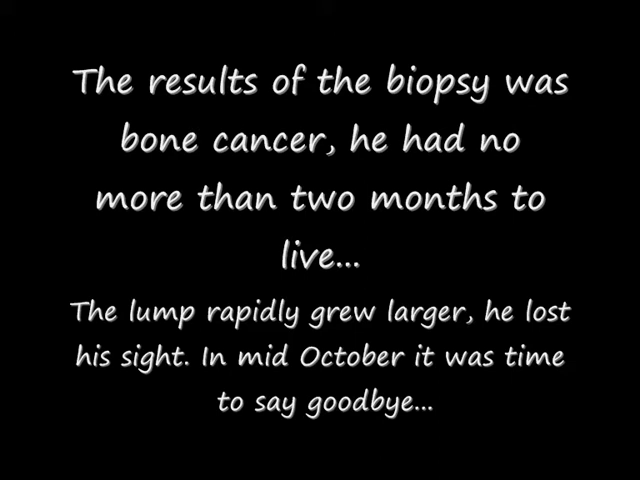 The results of the biopsy was
bone cancer, he had no
more than two months to
live...
The lump rapidly grew larger, he lost
his sight. In mid October it was time
to say goodbye...